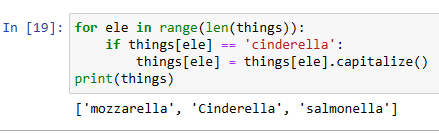 In [19]: for ele in range(len(things)):
    if things[ele] == 'cinderella':
        things[ele] = things[ele].capitalize()
print(things)
['mozzarella', 'Cinderella', 'salmonella']